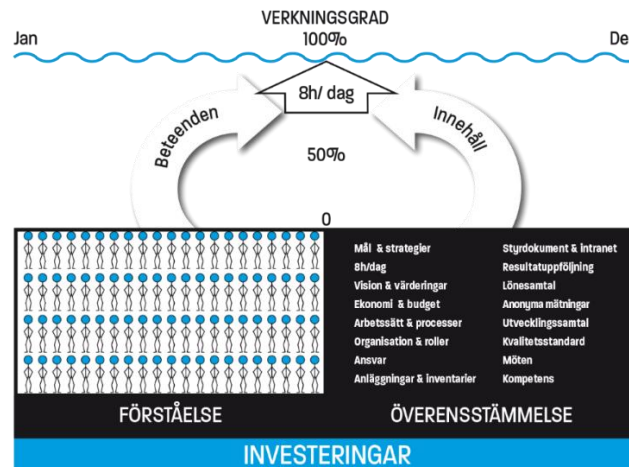 VERKNINGSGRAD
Jan
100%
De
8h/ dag
Beteenden
Innehåll
50%
0
Mål & strategier
8h/dag
Vision & värderingar
Ekonomi & budget
Arbetssätt & processer
Organisation & roller
Ansvar
Anläggningar & inventarier
Styrdokument & intranet
Resultatuppföljning
Lönesamtal
Anonyma mätningar
Utvecklingssamtal
Kvalitetsstandard
Möten
Kompetens
FÖRSTÅELSE
ÖVERENSSTÄMMELSE
INVESTERINGAR